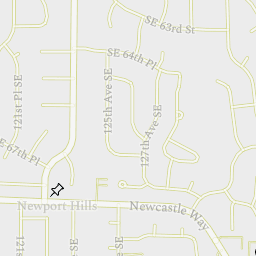 SE 63rd St
SE 64th Pl
121st Pl SE
125th Ave SE
127th Ave SE
SE 67th Pl
Newport Hills
Newcastle Way
SE